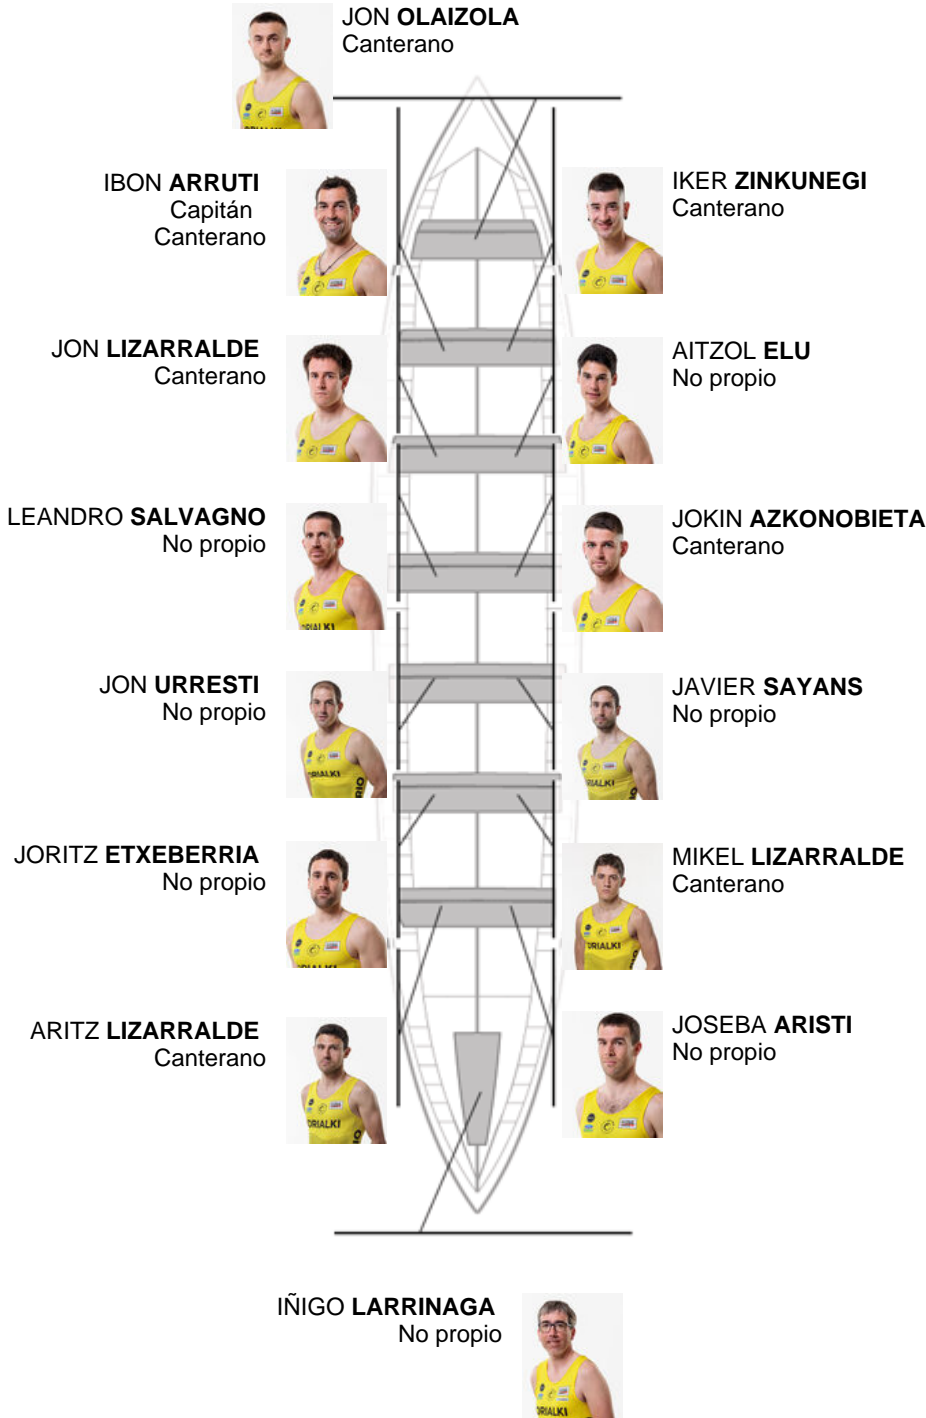 JON OLAIZOLA
Canterano
IBON ARRUTI
Capitán
Canterano
IKER ZINKUNEGI
Canterano
JON LIZARRALDE
Canterano
AITZOL ELU
No propio
LEANDRO SALVAGNO
No propio
JOKIN AZKONOBIETA
Canterano
JON URRESTI
No propio
JAVIER SAYANS
No propio
JORITZ ETXEBERRIA
No propio
MIKEL LIZARRALDE
Canterano
ARITZ LIZARRALDE
Canterano
JOSEBA ARISTI
No propio
IÑIGO LARRINAGA
No propio